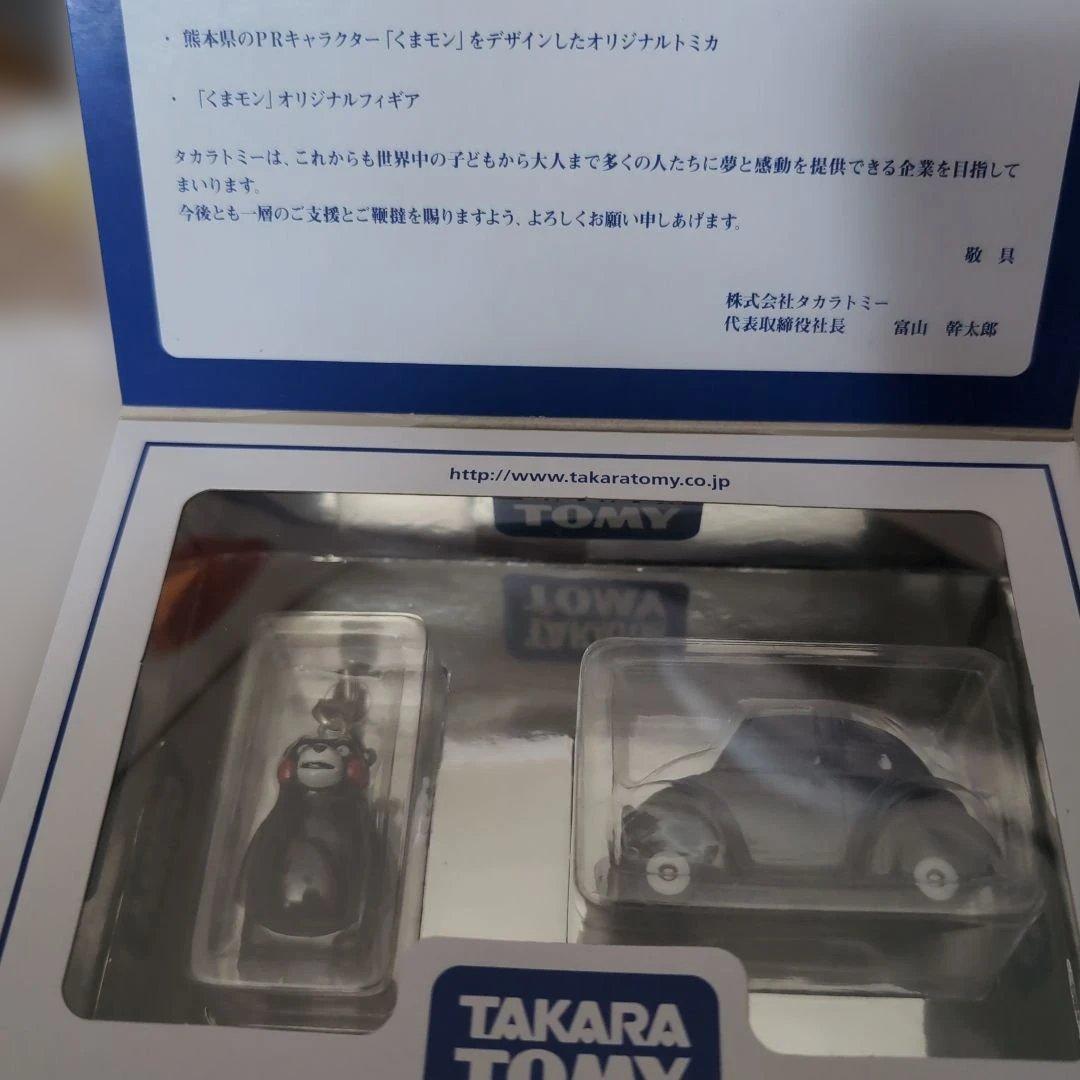 ・熊本県のPRキャラクター「くまモン」をデザインしたオリジナルトミカ
・「くまモン」オリジナルフィギア
タカラトミーは、これからも世界中の子どもから大人まで多くの人たちに夢と感動を提供できる企業を目指して
まいります。
今後とも一層のご支援とご鞭撻を賜りますよう、よろしくお願い申しあげます。
敬 具
株式会社タカラトミー
代表取締役社長 富山 幹太郎
http://www.takaratomy.co.jp
TOMY
TAKARA
TOMY